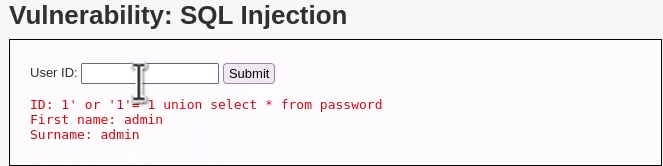 Vulnerability: SQL Injection
User ID: Submit
ID: 1' or '1'= 1 union select * from password
First name: admin
Surname: admin